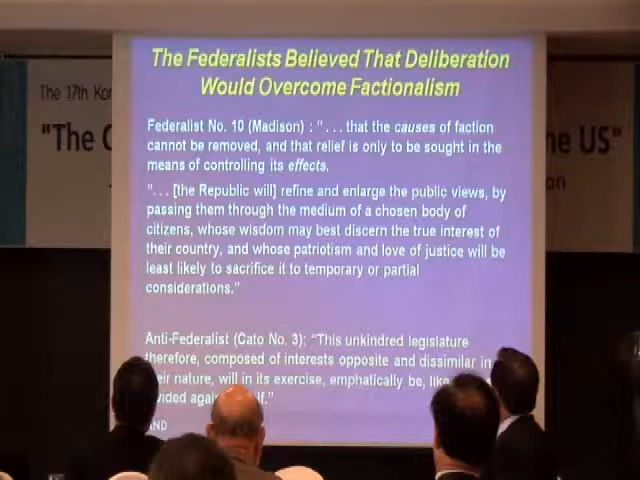 The Federalists Believed That Deliberation
Would Overcome Factionalism
The 17th Kor
"The C
he US"
on
Federalist No. 10 (Madison) : " . . . that the causes of faction
cannot be removed, and that relief is only to be sought in the
means of controlling its effects.
" . . . [the Republic will] refine and enlarge the public views, by
passing them through the medium of a chosen body of
citizens, whose wisdom may best discern the true interest of
their country, and whose patriotism and love of justice will be
least likely to sacrifice it to temporary or partial
considerations."
Anti-Federalist (Cato No. 3): "This unkindred legislature
therefore, composed of interests opposite and dissimilar in
eir nature, will in its exercise, emphatically be, like
vided agai f."
AND